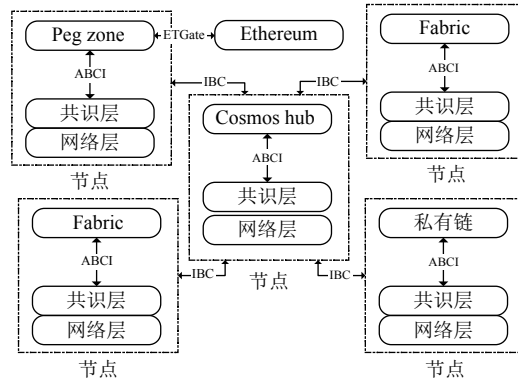 Peg zone
ETGate
Ethereum
ABCI
共识层
网络层
节点
IBC
IBC
Fabric
ABCI
共识层
网络层
节点
Cosmos hub
ABCI
共识层
网络层
节点
Fabric
ABCI
共识层
网络层
节点
IBC
IBC
私有链
ABCI
共识层
网络层
节点